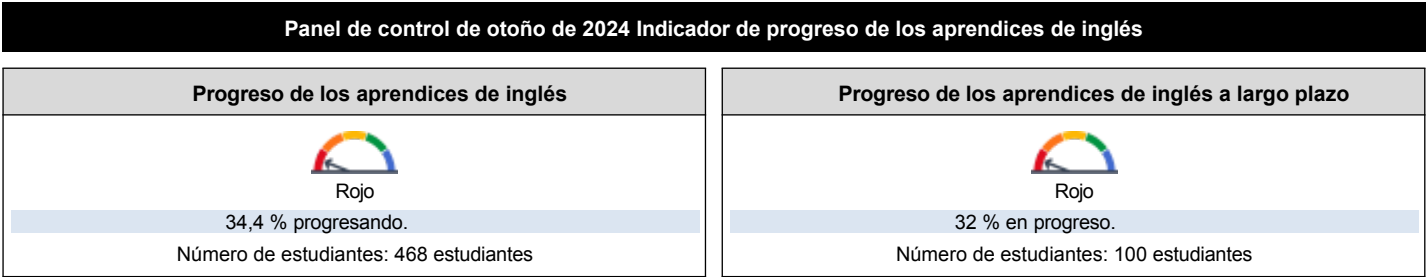 Panel de control de otoño de 2024 Indicador de progreso de los aprendices de inglés
Progreso de los aprendices de inglés
Rojo
34,4 % progresando.
Número de estudiantes: 468 estudiantes
Progreso de los aprendices de inglés a largo plazo
Rojo
32 % en progreso.
Número de estudiantes: 100 estudiantes